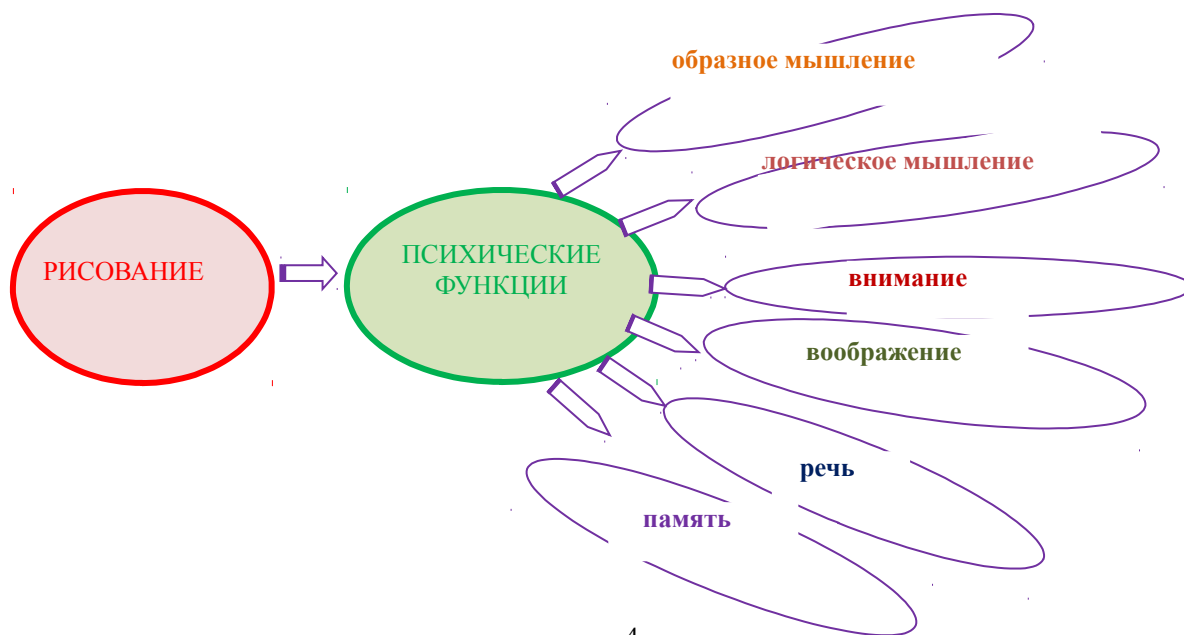 образное мышление
логическое мышление
РИСОВАНИЕ
ПСИХИЧЕСКИЕ
ФУНКЦИИ
внимание
воображение
речь
память
4